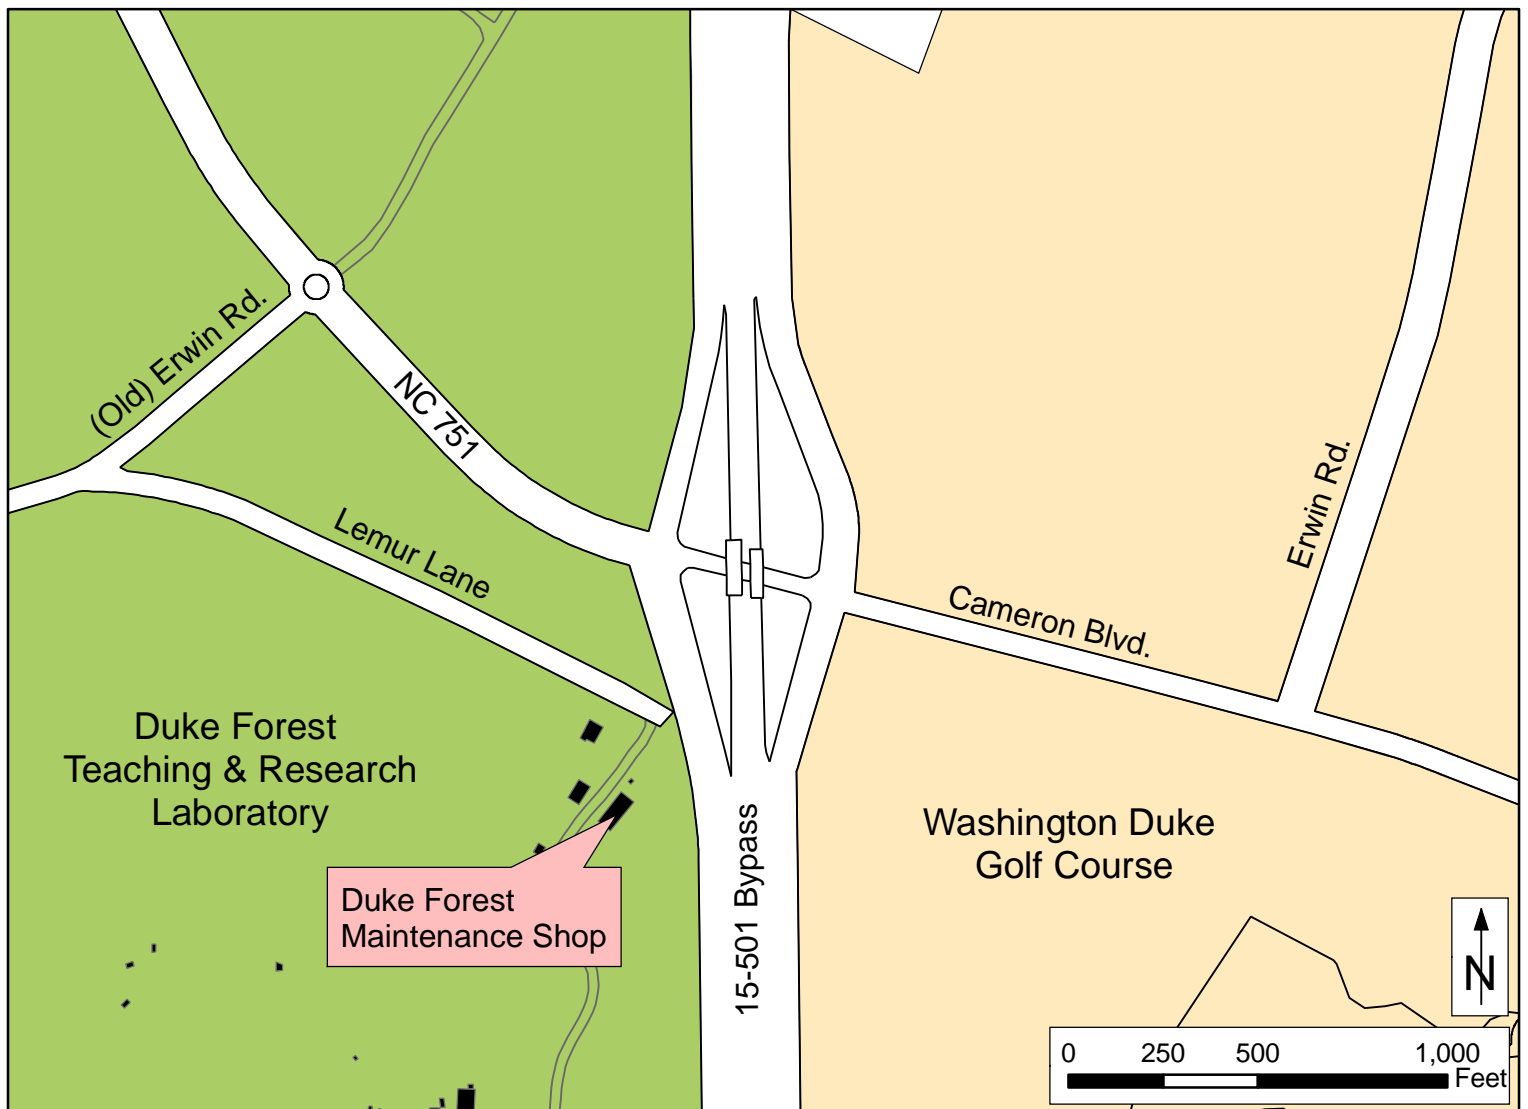 (Old) Erwin Rd.
NC 751
Lemur Lane
Erwin Rd.
Cameron Blvd.
Duke Forest
Teaching & Research
Laboratory
Washington Duke
Golf Course
15-501 Bypass
Duke Forest
Maintenance Shop
N
0 250 500 1,000
Feet